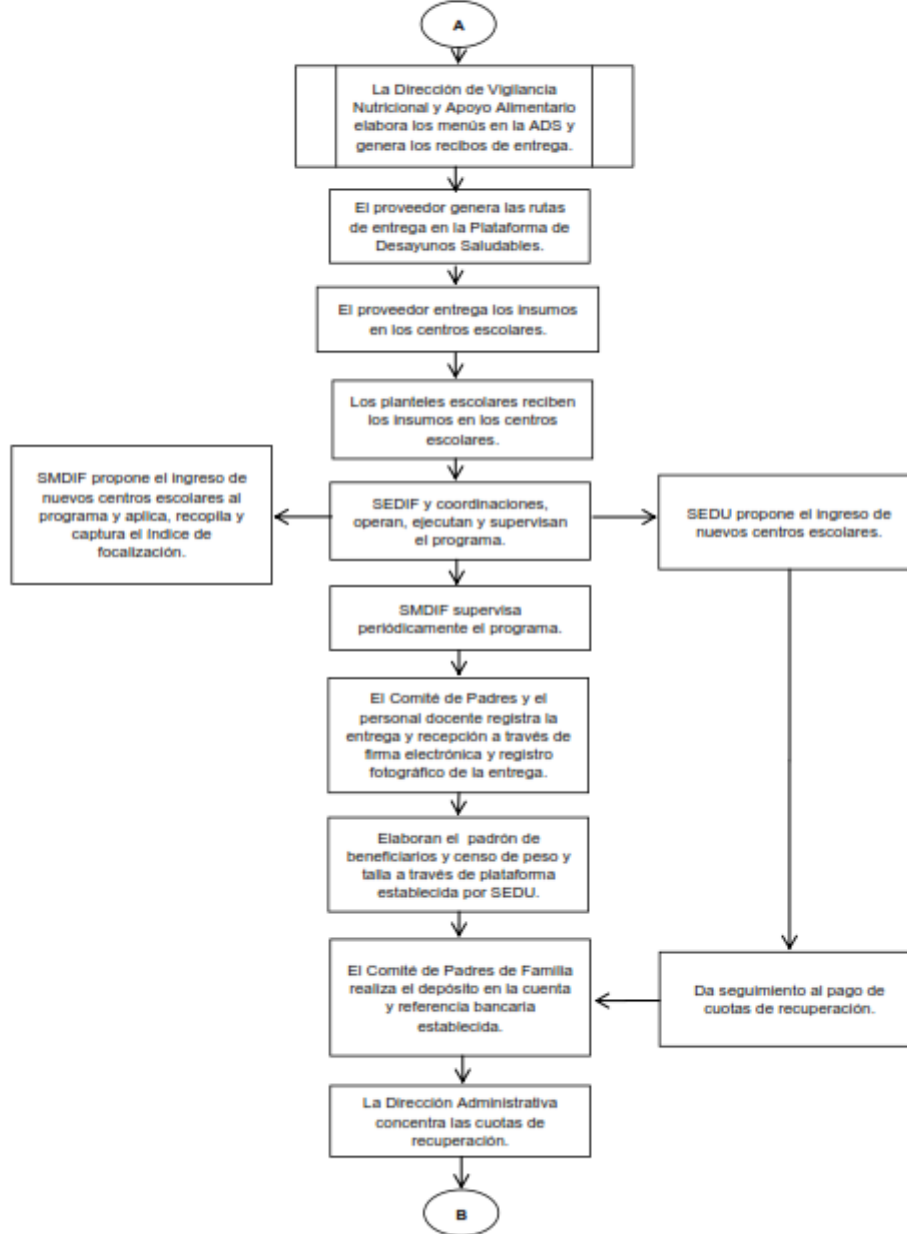 A
La Dirección de Vigilancia
Nutricional y Apoyo Alimentario
elabora los menús en la ADS y
genera los recibos de entrega.
El proveedor genera las rutas
de entrega en la Plataforma de
Desayunos Saludables.
El proveedor entrega los insumos
en los centros escolares.
Los planteles escolares reciben
los insumos en los centros
escolares.
SMDIF propone el ingreso de
nuevos centros escolares al
programa y aplica, recopila y
captura el índice de
focalización.
SEDIF y coordinaciones,
operan, ejecutan y supervisan
el programa.
SEDU propone el ingreso de
nuevos centros escolares.
SMDIF supervisa
periódicamente el programa.
El Comité de Padres y el
personal docente registra la
entrega y recepción a través de
firma electrónica y registro
fotográfico de la entrega.
Elaboran el padrón de
beneficiarios y censo de peso y
talla a través de plataforma
establecida por SEDU.
El Comité de Padres de Familia
realiza el depósito en la cuenta
y referencia bancaria
establecida.
Da seguimiento al pago de
cuotas de recuperación.
La Dirección Administrativa
concentra las cuotas de
recuperación.
B